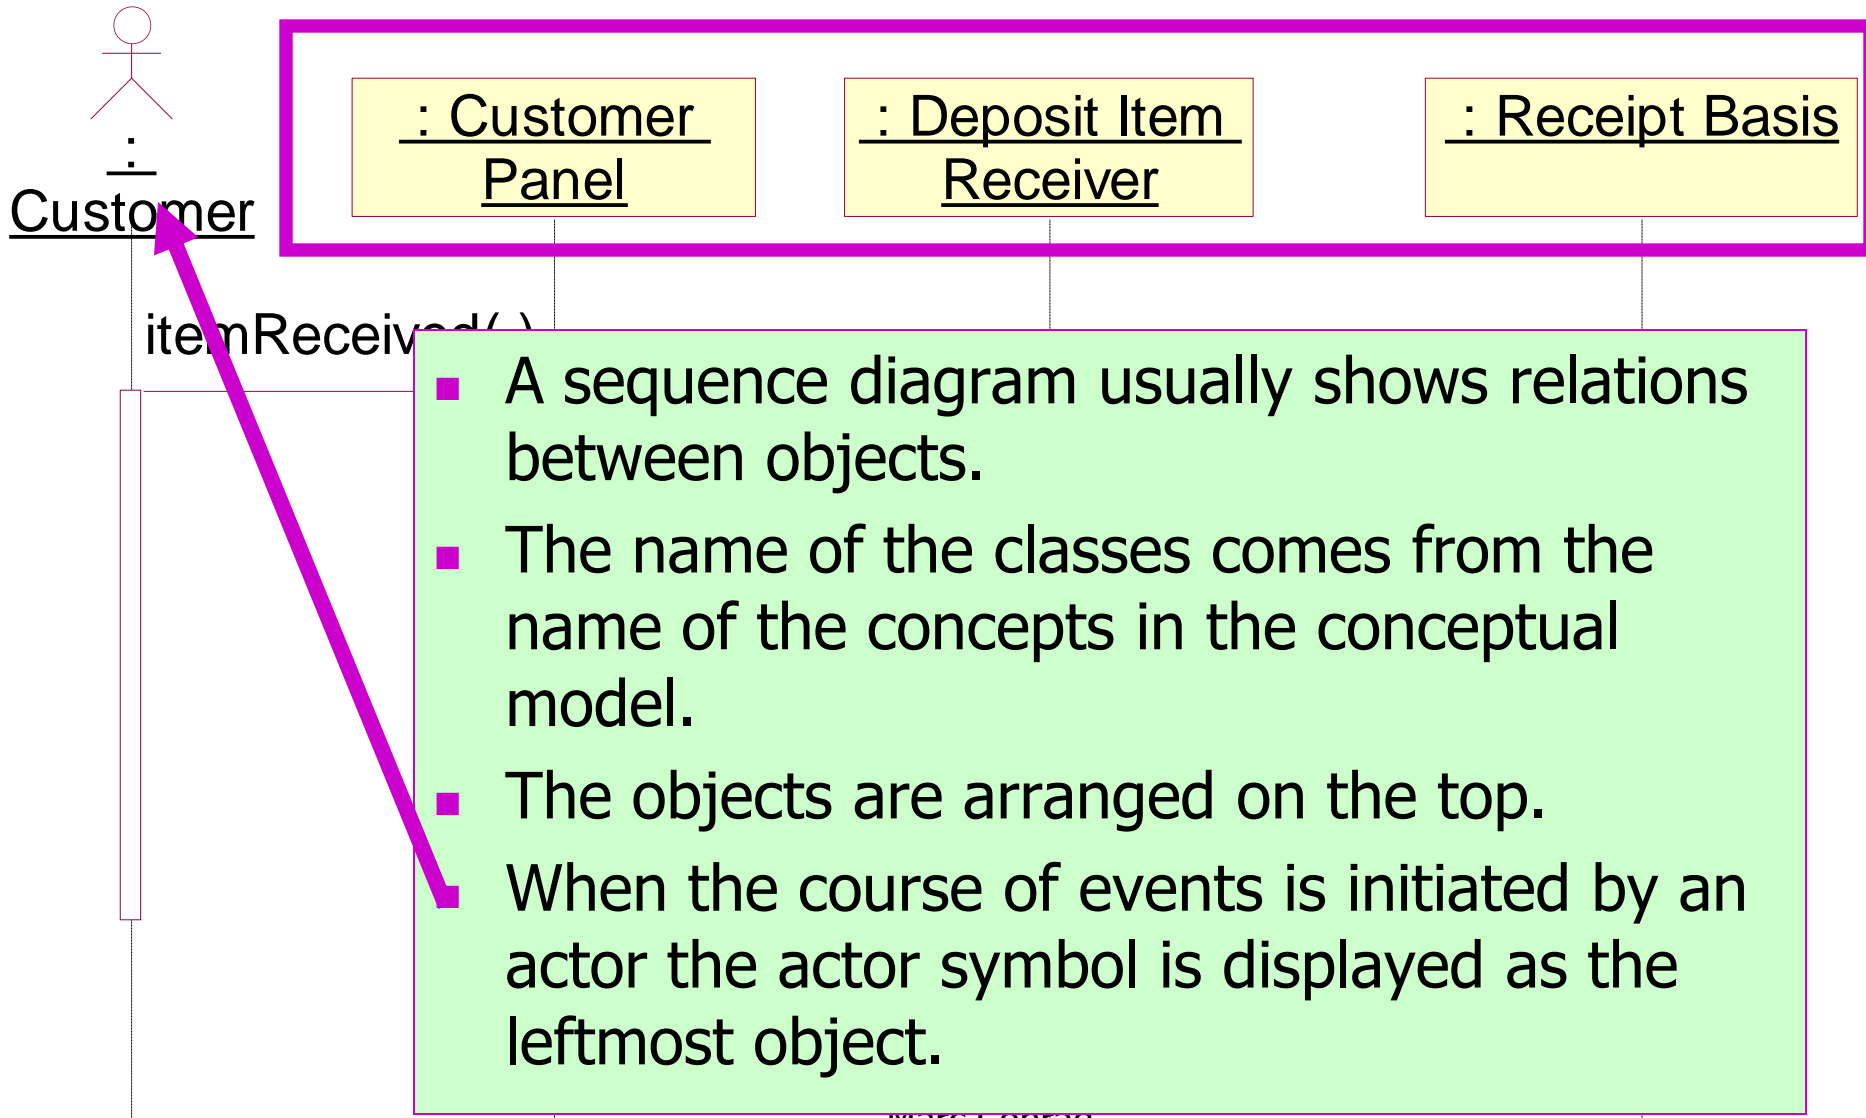 :
Customer
: Customer
Panel
: Deposit Item
Receiver
: Receipt Basis
itemReceived( )
A sequence diagram usually shows relations
between objects.
The name of the classes comes from the
name of the concepts in the conceptual
model.
The objects are arranged on the top.
When the course of events is initiated by an
actor the actor symbol is displayed as the
leftmost object.